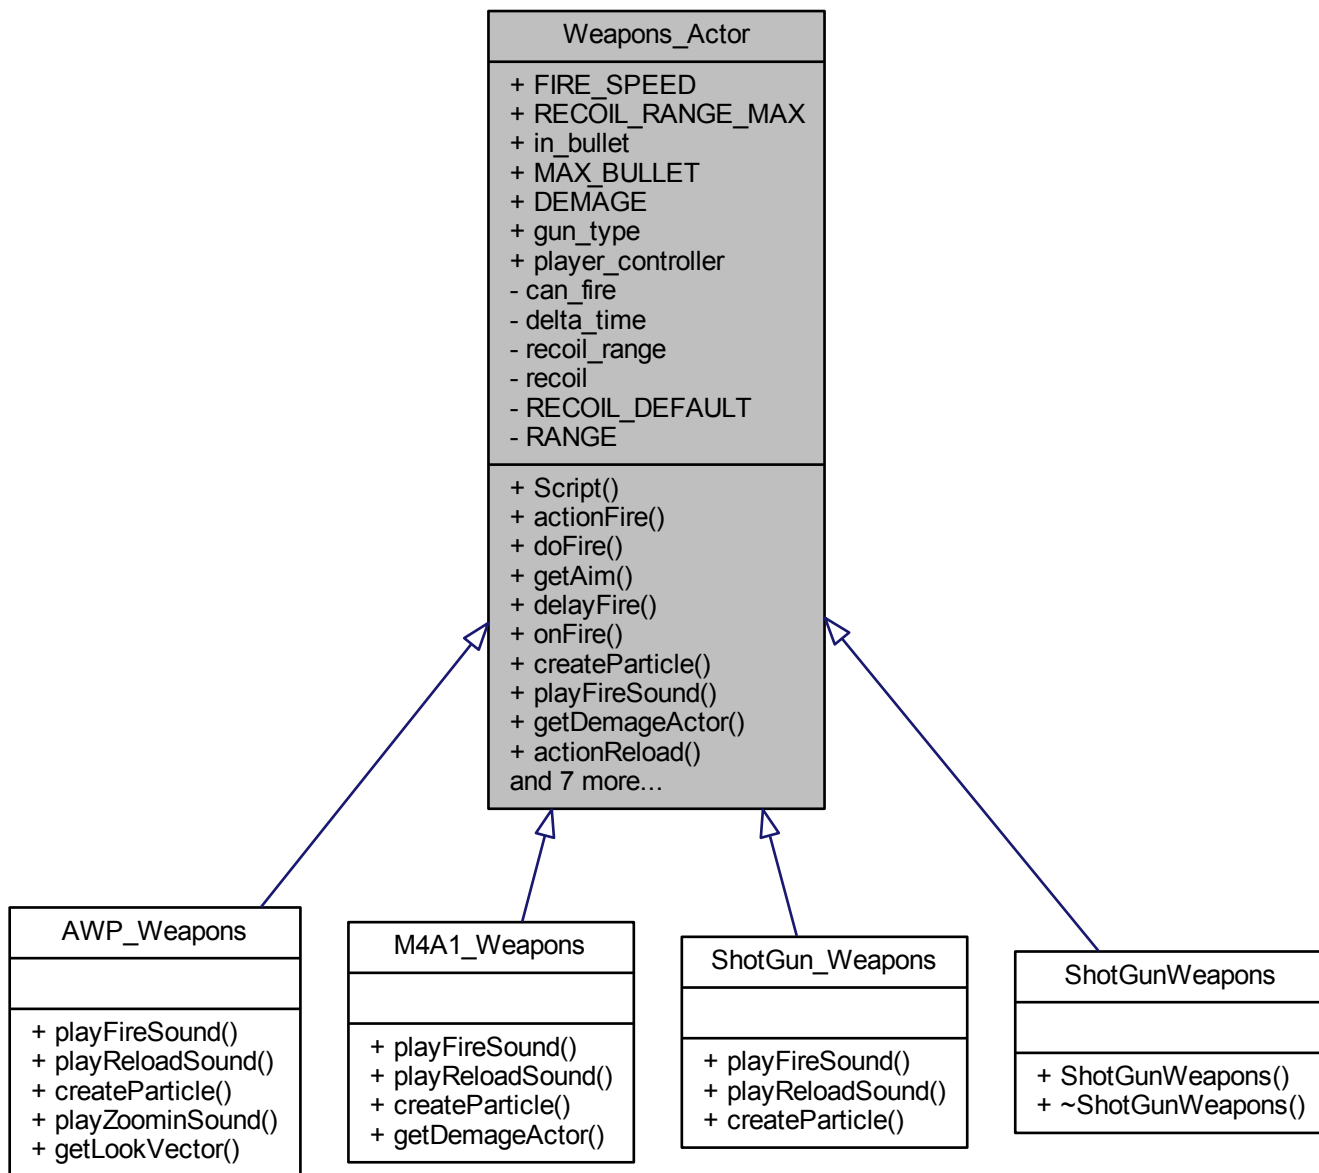 Weapons_Actor
+ FIRE_SPEED
+ RECOIL_RANGE_MAX
+ in_bullet
+ MAX_BULLET
+ DEMAGE
+ gun_type
+ player_controller
- can_fire
- delta_time
- recoil_range
- recoil
- RECOIL_DEFAULT
- RANGE
+ Script()
+ actionFire()
+ doFire()
+ getAim()
+ delayFire()
+ onFire()
+ createParticle()
+ playFireSound()
+ getDemageActor()
+ actionReload()
and 7 more...
AWP_Weapons
+ playFireSound()
+ playReloadSound()
+ createParticle()
+ playZoominSound()
+ getLookVector()
M4A1_Weapons
+ playFireSound()
+ playReloadSound()
+ createParticle()
+ getDemageActor()
ShotGun_Weapons
+ playFireSound()
+ playReloadSound()
+ createParticle()
ShotGunWeapons
+ ShotGunWeapons()
+ ~ShotGunWeapons()